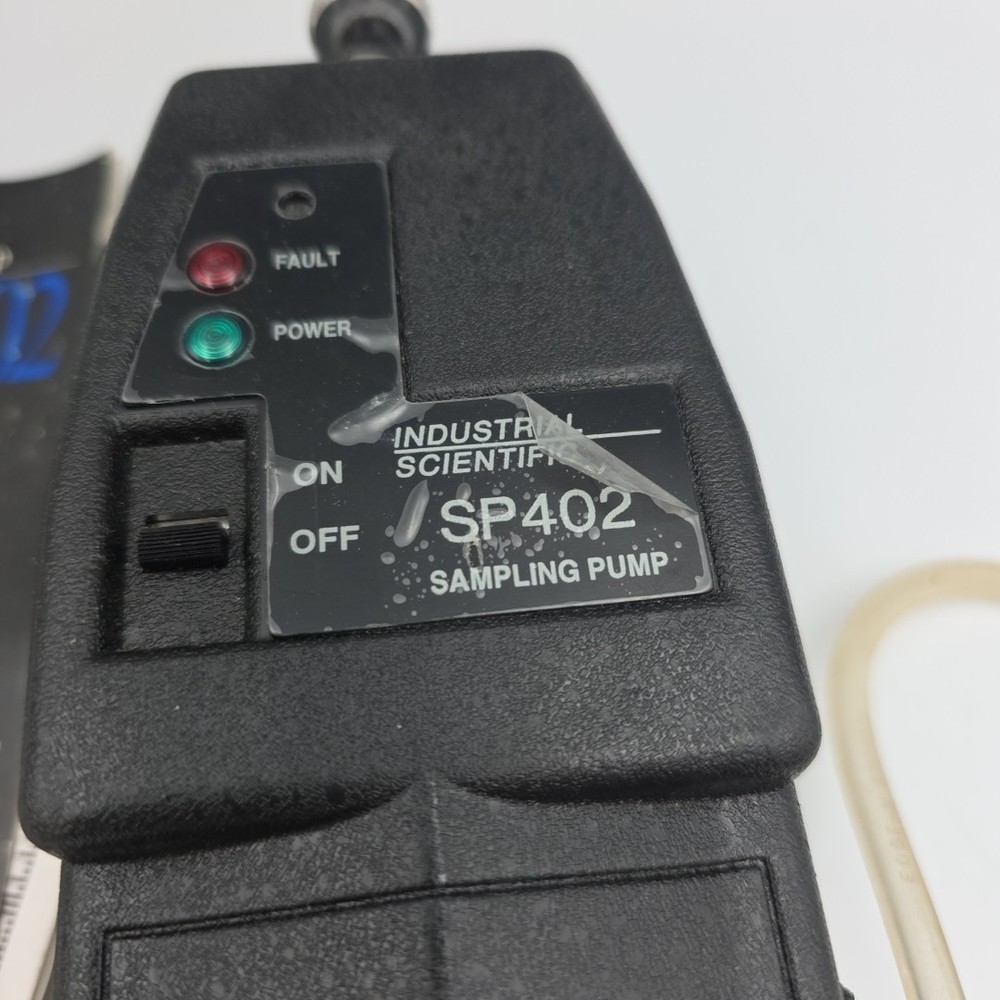 FAULT
POWER
ON
OFF
INDUSTRIAL
SCIENTIFIC
SP402
SAMPLING PUMP